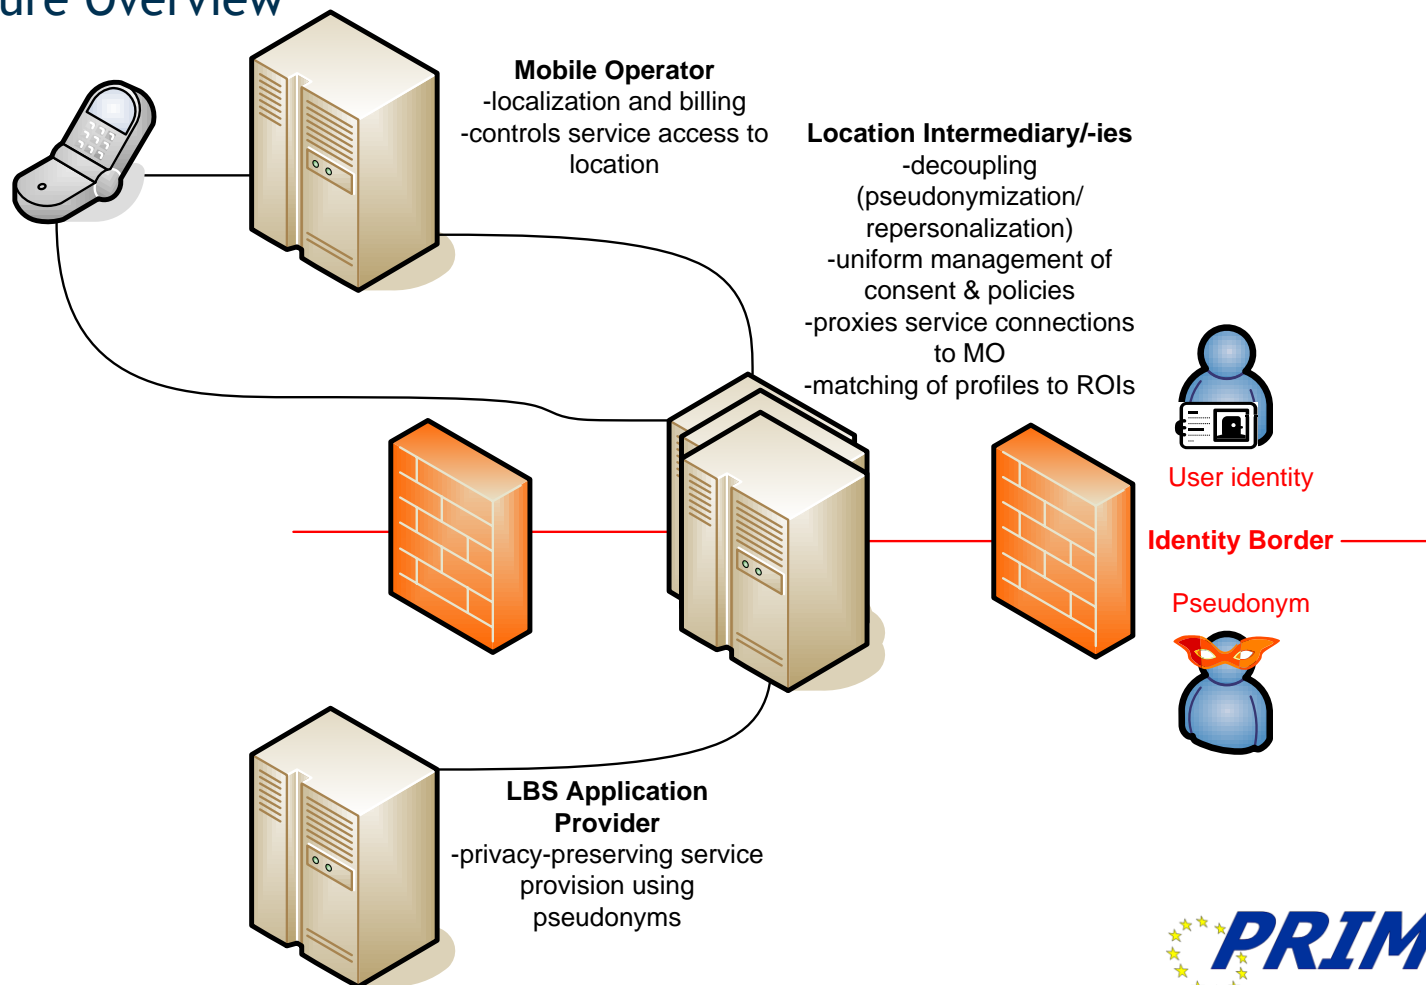 ure Overview
Mobile Operator
-localization and billing
-controls service access to
location
Location Intermediary/-ies
-decoupling
(pseudonymization/
repersonalization)
-uniform management of
consent & policies
-proxies service connections
to MO
-matching of profiles to ROIs
User identity
Identity Border
Pseudonym
LBS Application
Provider
-privacy-preserving service
provision using
pseudonyms
PRIM